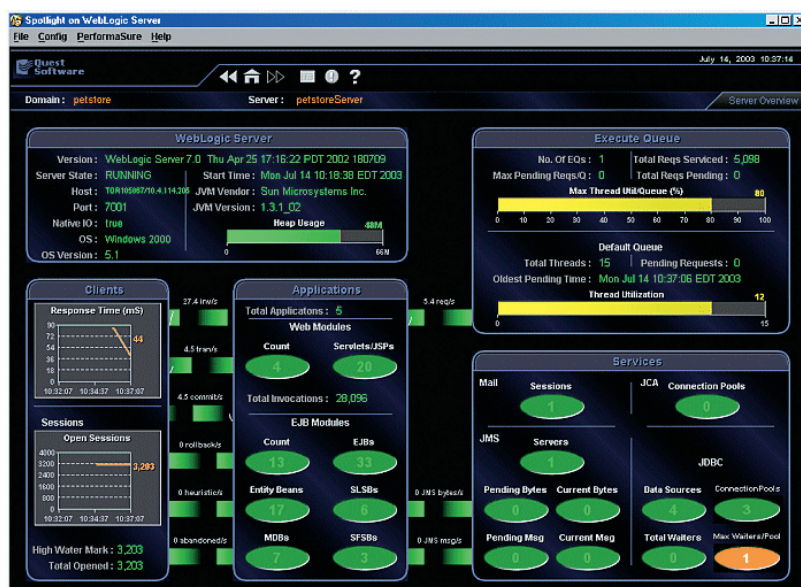 Spotlight on WebLogic Server
File Config PerformaSure Help
Quest Software
July 14, 2003 10:37:14
Domain : petstore
Server : petstoreServer
Server Overview
WebLogic Server
Version : WebLogic Server 7.0 Thu Apr 25 17:16:22 PDT 2002 180709
Server State : RUNNING
Start Time : Mon Jul 14 10:18:38 EDT 2003
Host :
JVM Vendor : Sun Microsystems Inc.
Port : 7001
JVM Version : 1.3.1_02
Native IO : true
Heap Usage
48M
OS : Windows 2000
OS Version : 5.1
0 66M
Execute Queue
No. Of EQs : 1
Total Reqs Serviced : 5,098
Max Pending Reqs/Q : 0
Total Reqs Pending : 0
Max Thread Util/Queue (%)
80
0 10 20 30 40 50 60 70 80 90 100
Default Queue
Total Threads : 15
Pending Requests : 0
Oldest Pending Time : Mon Jul 14 10:37:06 EDT 2003
Thread Utilization
12
0 15
Clients
Response Time (mS)
90
72
54
36
18
0
44
10:32:07 10:34:37 10:37:07
Sessions
Open Sessions
4000
3200
2400
1600
800
0
3,203
10:32:07 10:34:37 10:37:07
High Water Mark : 3,203
Total Opened : 3,203
27.4 inv/s
4.5 tran/s
4.5 commit/s
0 rollback/s
0 heuristic/s
0 abandoned/s
Applications
Total Applicatons : 5
Web Modules
Count
Servlets/JSPs
4
20
Total Invocations : 28,096
EJB Modules
Count
EJBs
13
33
Entity Beans
SLSBs
17
6
MDBs
SFSBs
7
3
5.4 req/s
0 JMS bytes/s
0 JMS msg/s
Services
Mail
Sessions
1
JCA
Connection Pools
0
JMS
Servers
1
JDBC
Pending Bytes
Current Bytes
0
0
Pending Msg
Current Msg
0
0
Data Sources
ConnectionPools
4
3
Total Waiters
Max Waiters/Pool
0
1